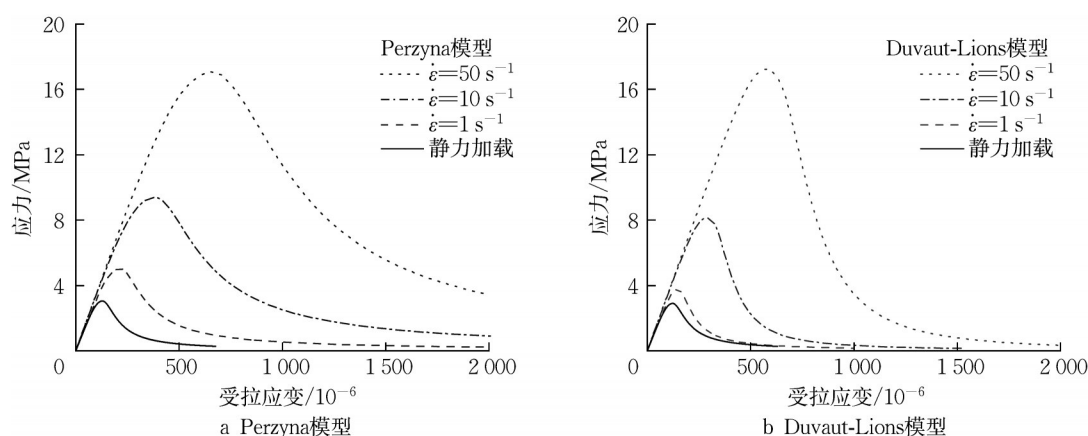 20
16
12
8
4
0
应力/MPa
Perzyna模型
ε̇=50 s⁻¹
ε̇=10 s⁻¹
ε̇=1 s⁻¹
静力加载
500
1 000
1 500
2 000
受拉应变/10⁻⁶
a Perzyna模型
20
16
12
8
4
0
应力/MPa
Duvaut-Lions模型
ε̇=50 s⁻¹
ε̇=10 s⁻¹
ε̇=1 s⁻¹
静力加载
500
1 000
1 500
2 000
受拉应变/10⁻⁶
b Duvaut-Lions模型